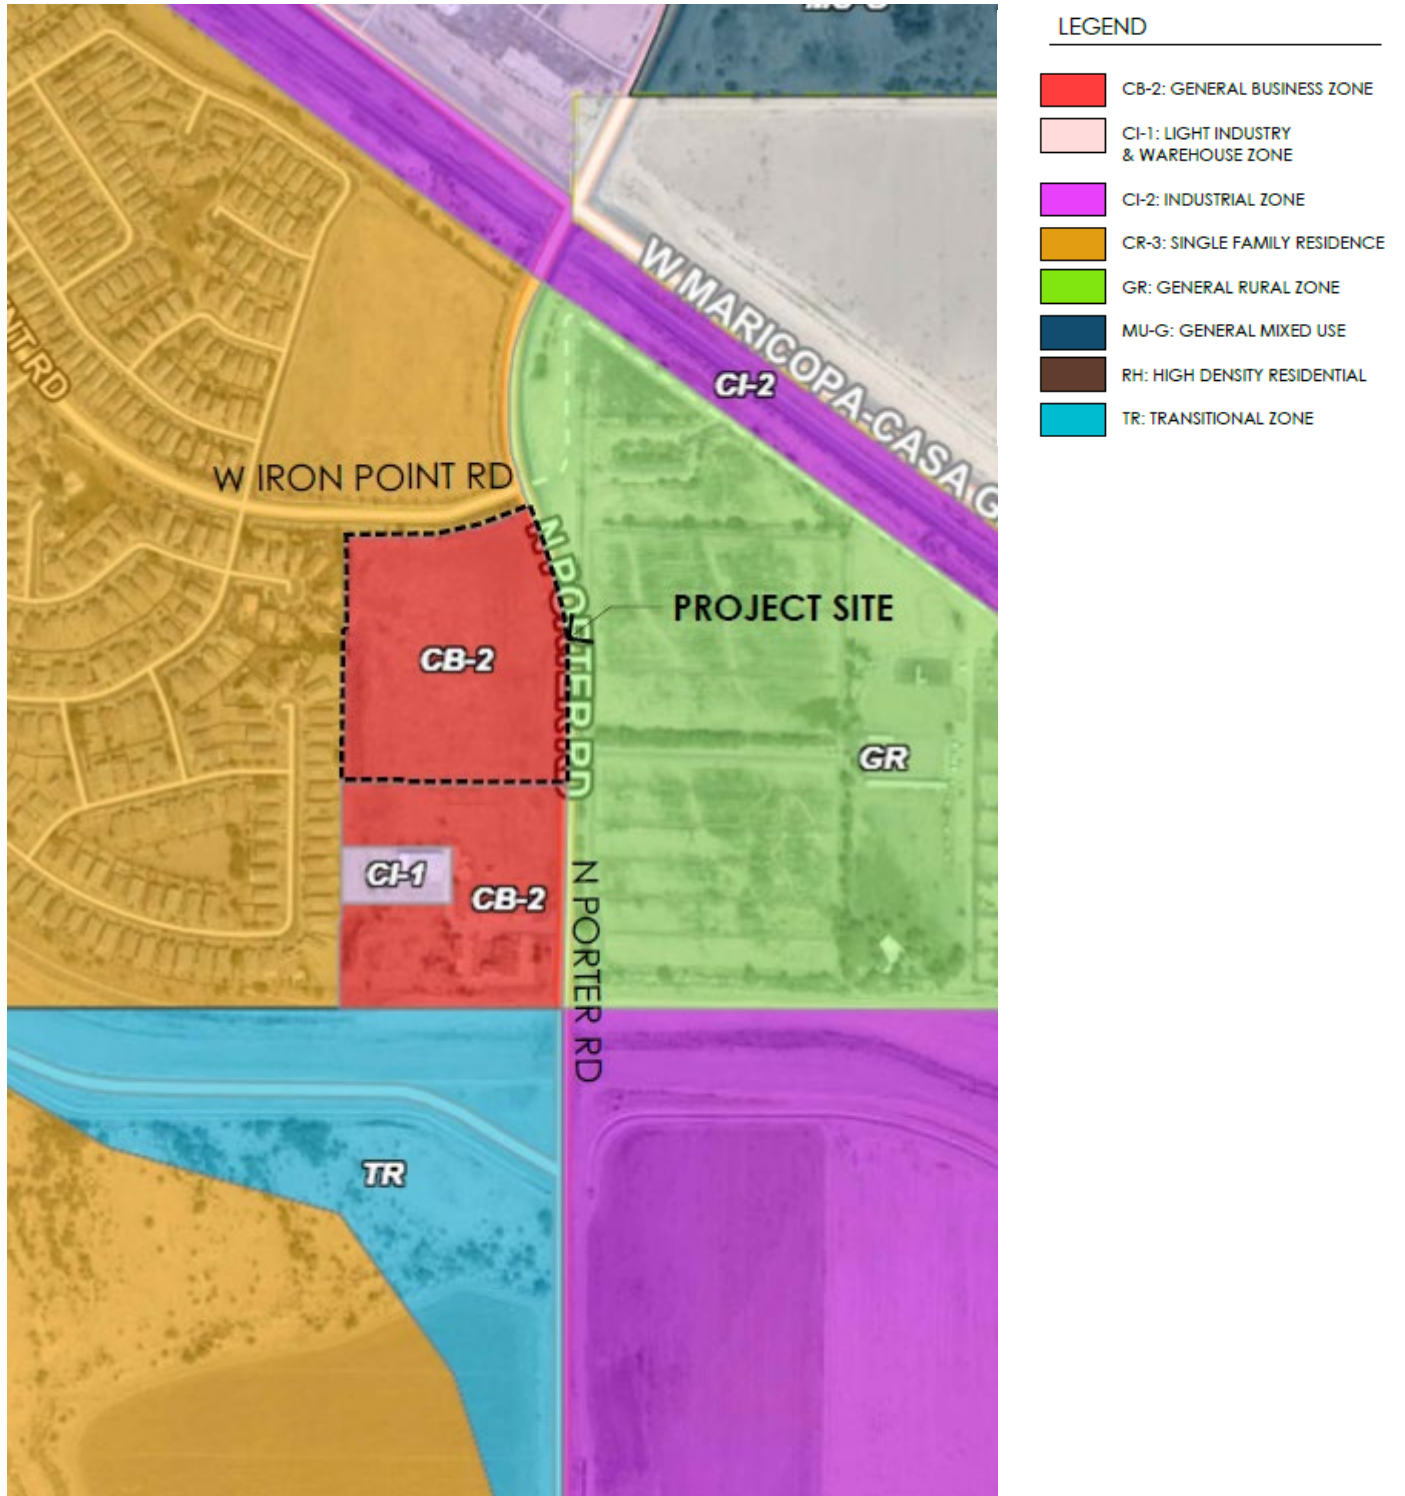 MU-G
LEGEND
CB-2: GENERAL BUSINESS ZONE
CI-1: LIGHT INDUSTRY
& WAREHOUSE ZONE
CI-2: INDUSTRIAL ZONE
CR-3: SINGLE FAMILY RESIDENCE
GR: GENERAL RURAL ZONE
MU-G: GENERAL MIXED USE
RH: HIGH DENSITY RESIDENTIAL
TR: TRANSITIONAL ZONE
W MARICOPA-CASA G
NT RD
CI-2
W IRON POINT RD
N PORTER RD
PROJECT SITE
CB-2
GR
CI-1
CB-2
N PORTER RD
TR